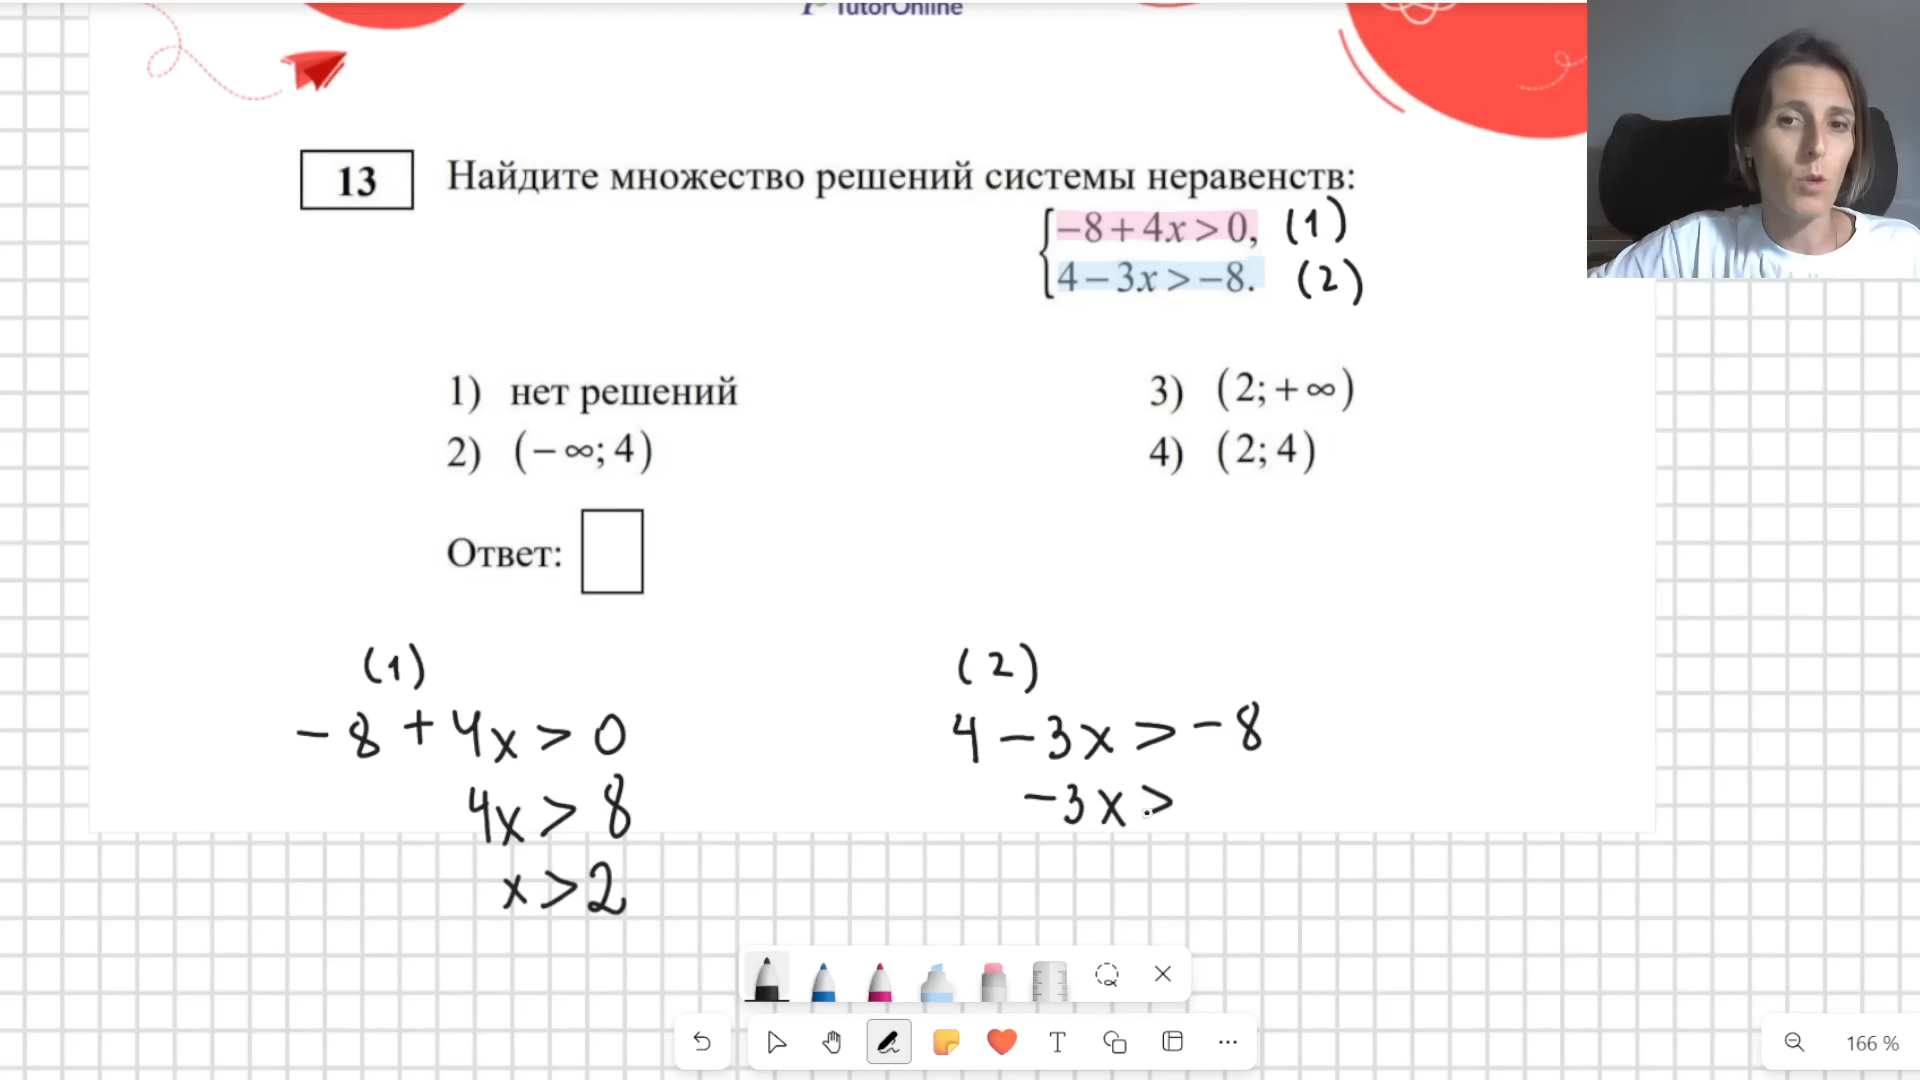 TutorOnline
13 Найдите множество решений системы неравенств:
−8+4x>0, (1)
4−3x>−8. (2)
1) нет решений
2) (−∞;4)
3) (2;+∞)
4) (2;4)
Ответ:
(1)
−8+4x>0
4x>8
x>2
(2)
4−3x>−8
−3x>
T
166 %